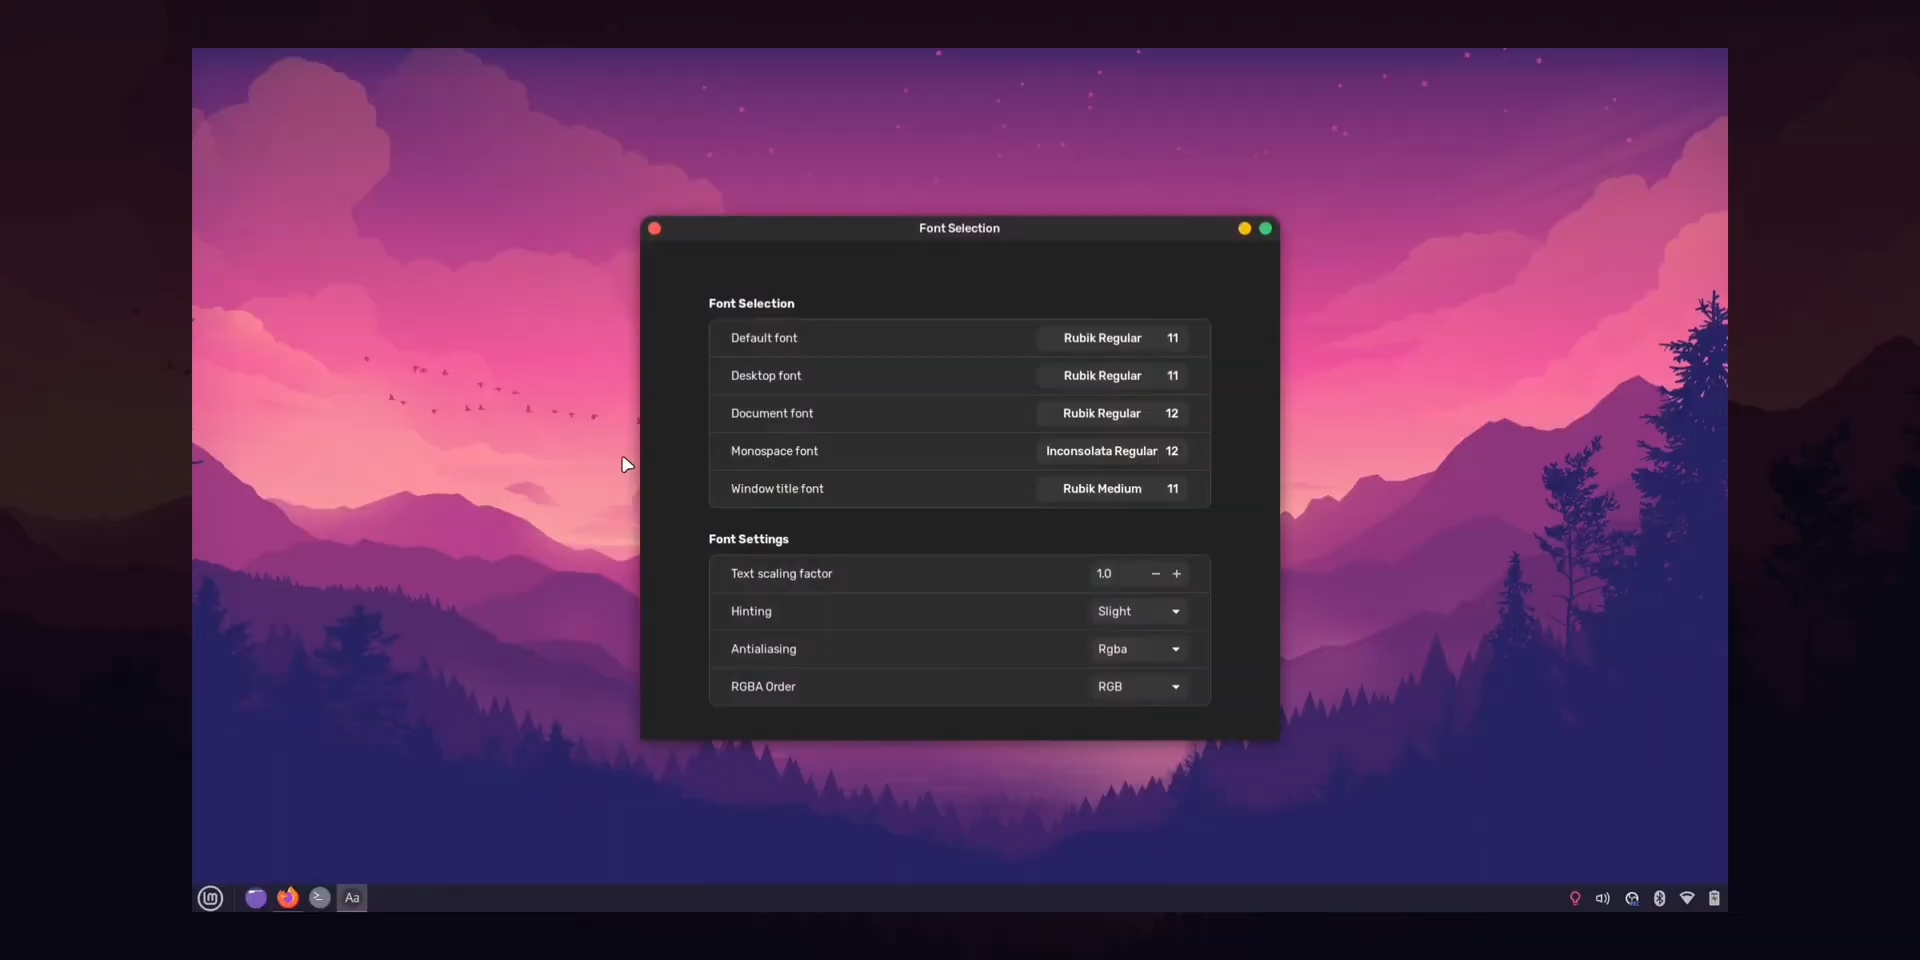 Font Selection
Font Selection
Default font Rubik Regular 11
Desktop font Rubik Regular 11
Document font Rubik Regular 12
Monospace font Inconsolata Regular 12
Window title font Rubik Medium 11
Font Settings
Text scaling factor 1.0 − +
Hinting Slight
Antialiasing Rgba
RGBA Order RGB
Aa